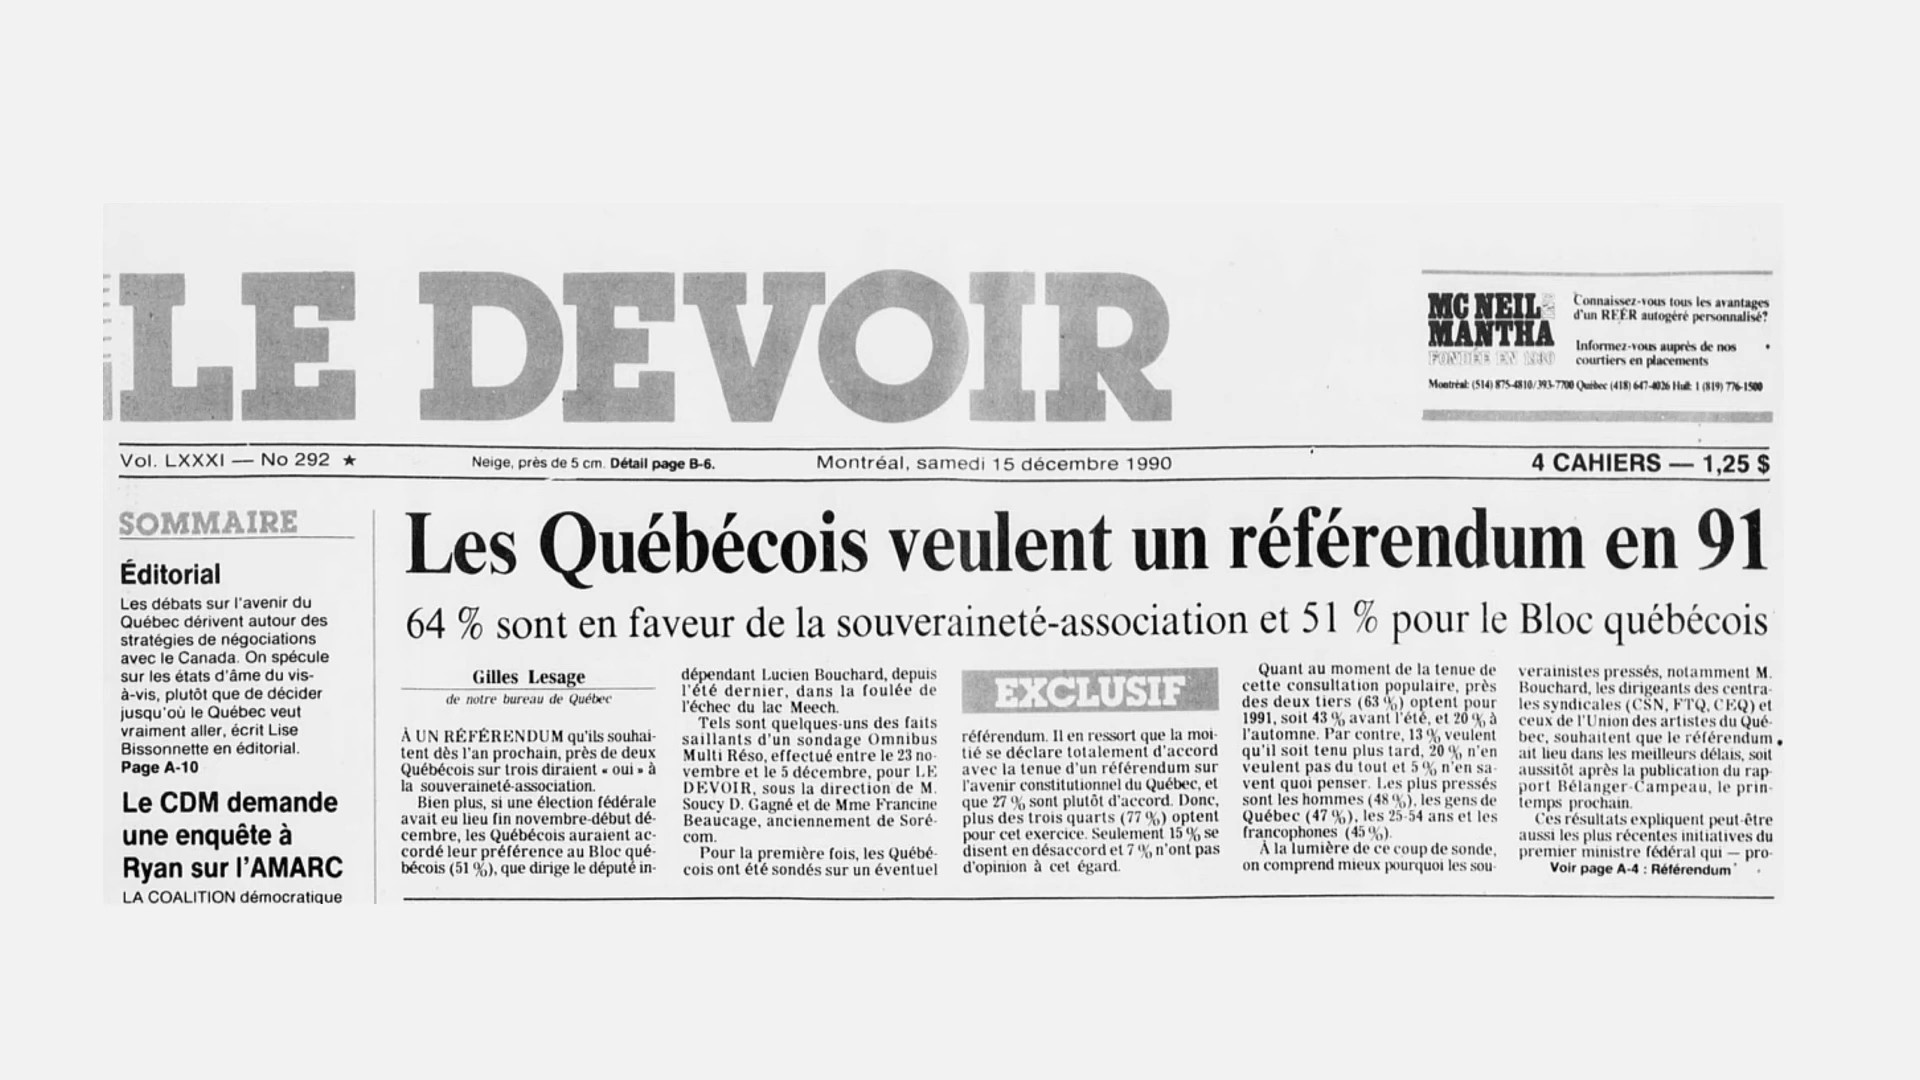 LE DEVOIR
MC NEIL
MANTHA
FONDÉE EN 1930
Connaissez-vous tous les avantages
d'un REÉR autogéré personnalisé?
Informez-vous auprès de nos
courtiers en placements
Montréal: (514) 875-4810/393-7700 Québec (418) 647-4026 Hull: 1 (819) 776-1500
Vol. LXXXI — No 292 ★
Neige, près de 5 cm. Détail page B-6.
Montréal, samedi 15 décembre 1990
4 CAHIERS — 1,25 $
SOMMAIRE
Éditorial
Les débats sur l'avenir du
Québec dérivent autour des
stratégies de négociations
avec le Canada. On spécule
sur les états d'âme du vis-
à-vis, plutôt que de décider
jusqu'où le Québec veut
vraiment aller, écrit Lise
Bissonnette en éditorial.
Page A-10
Le CDM demande
une enquête à
Ryan sur l'AMARC
LA COALITION démocratique
Les Québécois veulent un référendum en 91
64 % sont en faveur de la souveraineté-association et 51 % pour le Bloc québécois
Gilles Lesage
de notre bureau de Québec
À UN RÉFÉRENDUM qu'ils souhai-
tent dès l'an prochain, près de deux
Québécois sur trois diraient « oui » à
la souveraineté-association.
Bien plus, si une élection fédérale
avait eu lieu fin novembre-début dé-
cembre, les Québécois auraient ac-
cordé leur préférence au Bloc qué-
bécois (51 %), que dirige le député in-
dépendant Lucien Bouchard, depuis
l'été dernier, dans la foulée de
l'échec du lac Meech.
Tels sont quelques-uns des faits
saillants d'un sondage Omnibus
Multi Réso, effectué entre le 23 no-
vembre et le 5 décembre, pour LE
DEVOIR, sous la direction de M.
Soucy D. Gagné et de Mme Francine
Beaucage, anciennement de Soré-
com.
Pour la première fois, les Québé-
cois ont été sondés sur un éventuel
EXCLUSIF
référendum. Il en ressort que la moi-
tié se déclare totalement d'accord
avec la tenue d'un référendum sur
l'avenir constitutionnel du Québec, et
que 27 % sont plutôt d'accord. Donc,
plus des trois quarts (77 %) optent
pour cet exercice. Seulement 15 % se
disent en désaccord et 7 % n'ont pas
d'opinion à cet égard.
Quant au moment de la tenue de
cette consultation populaire, près
des deux tiers (63 %) optent pour
1991, soit 43 % avant l'été, et 20 % à
l'automne. Par contre, 13 % veulent
qu'il soit tenu plus tard, 20 % n'en
veulent pas du tout et 5 % n'en sa-
vent quoi penser. Les plus pressés
sont les hommes (48 %), les gens de
Québec (47 %), les 25-54 ans et les
francophones (45 %).
À la lumière de ce coup de sonde,
on comprend mieux pourquoi les sou-
verainistes pressés, notamment M.
Bouchard, les dirigeants des centra-
les syndicales (CSN, FTQ, CEQ) et
ceux de l'Union des artistes du Qué-
bec, souhaitent que le référendum
ait lieu dans les meilleurs délais, soit
aussitôt après la publication du rap-
port Bélanger-Campeau, le prin-
temps prochain.
Ces résultats expliquent peut-être
aussi les plus récentes initiatives du
premier ministre fédéral qui — pro-
Voir page A-4 : Référendum